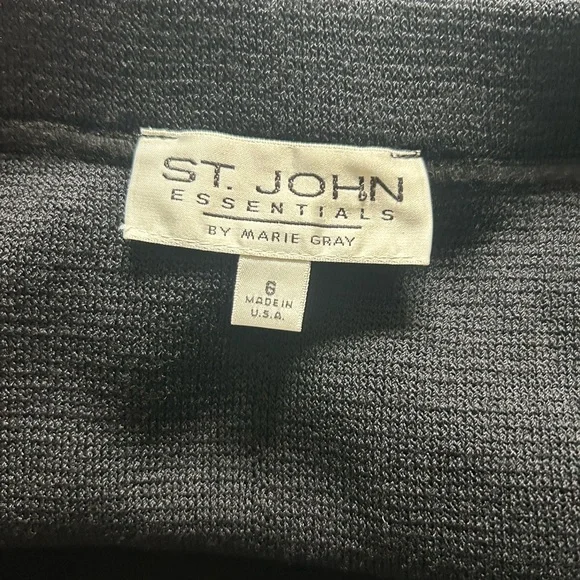 ST. JOHN
ESSENTIALS
BY MARIE GRAY
6
MADE IN
U.S.A.